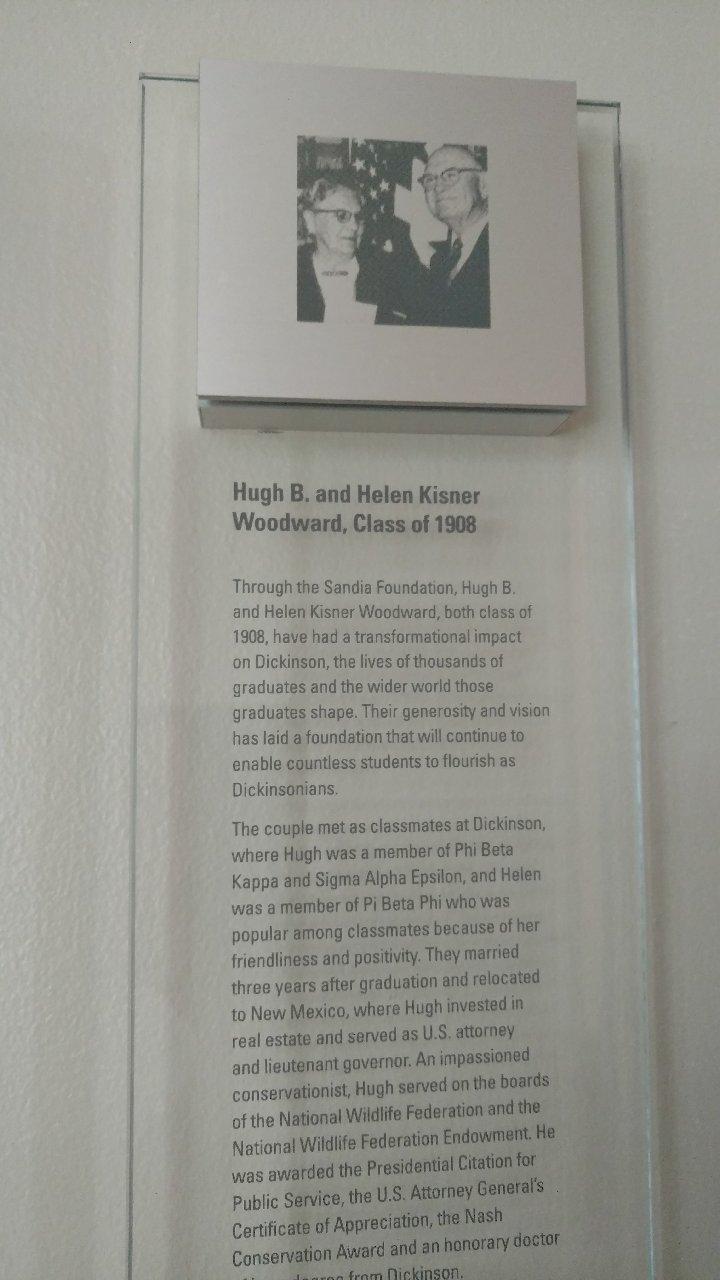 Hugh B. and Helen Kisner
Woodward, Class of 1908
Through the Sandia Foundation, Hugh B.
and Helen Kisner Woodward, both class of
1908, have had a transformational impact
on Dickinson, the lives of thousands of
graduates and the wider world those
graduates shape. Their generosity and vision
has laid a foundation that will continue to
enable countless students to flourish as
Dickinsonians.
The couple met as classmates at Dickinson,
where Hugh was a member of Phi Beta
Kappa and Sigma Alpha Epsilon, and Helen
was a member of Pi Beta Phi who was
popular among classmates because of her
friendliness and positivity. They married
three years after graduation and relocated
to New Mexico, where Hugh invested in
real estate and served as U.S. attorney
and lieutenant governor. An impassioned
conservationist, Hugh served on the boards
of the National Wildlife Federation and the
National Wildlife Federation Endowment. He
was awarded the Presidential Citation for
Public Service, the U.S. Attorney General's
Certificate of Appreciation, the Nash
Conservation Award and an honorary doctor
degree from Dickinson.